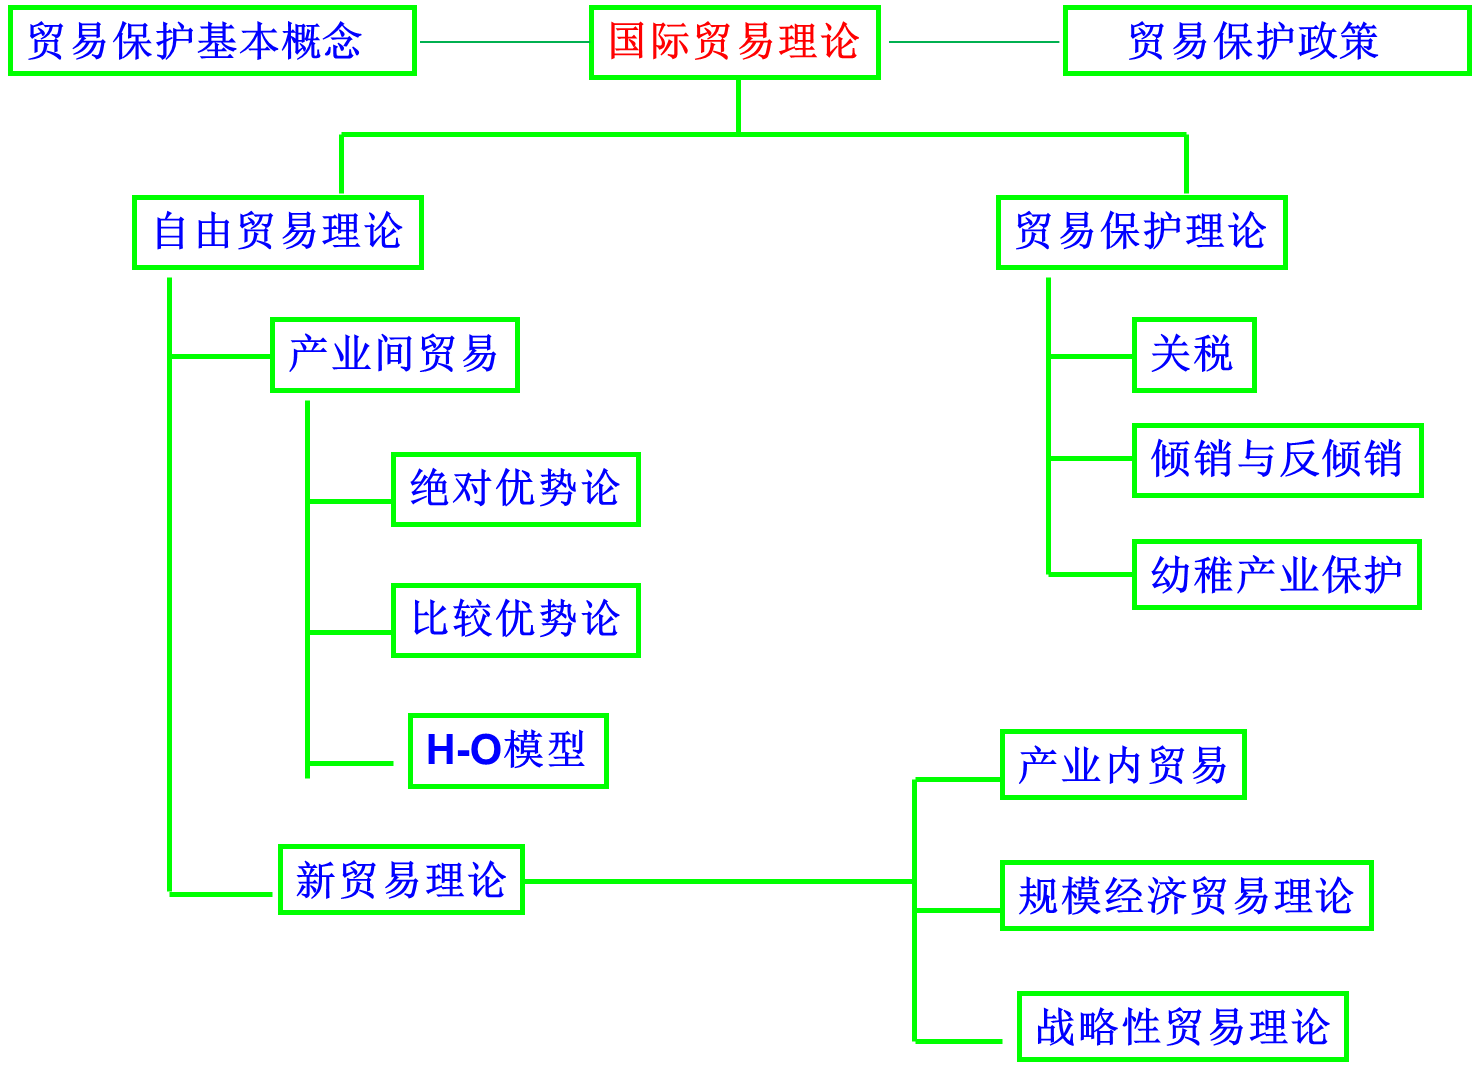 贸易保护基本概念
国际贸易理论
贸易保护政策
自由贸易理论
贸易保护理论
产业间贸易
关税
倾销与反倾销
绝对优势论
幼稚产业保护
比较优势论
H-O模型
产业内贸易
新贸易理论
规模经济贸易理论
战略性贸易理论